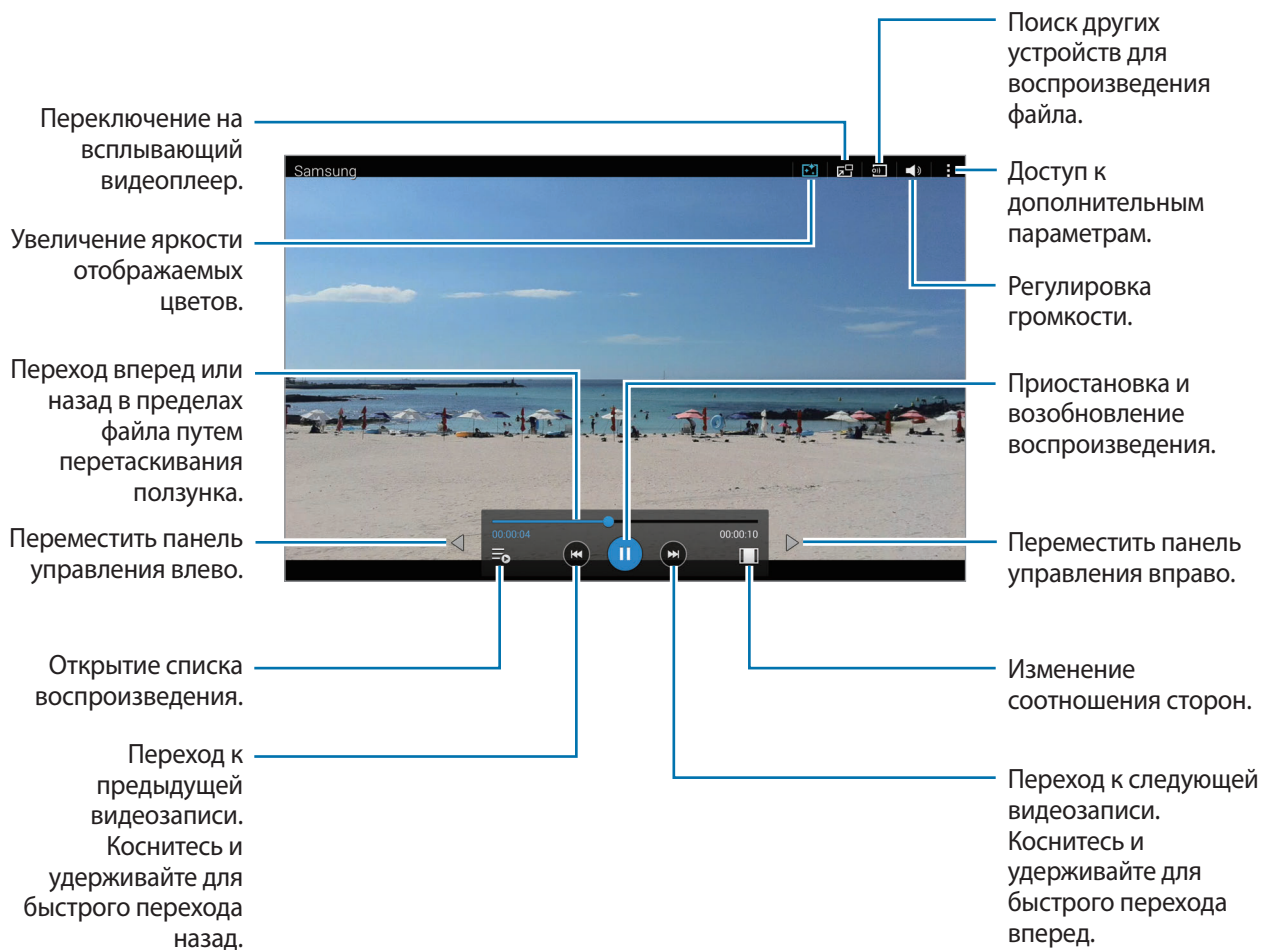 Поиск других
устройств для
воспроизведения
файла.
Переключение на
всплывающий
видеоплеер.
Samsung
Доступ к
дополнительным
параметрам.
Увеличение яркости
отображаемых
цветов.
Регулировка
громкости.
Переход вперед или
назад в пределах
файла путем
перетаскивания
ползунка.
Приостановка и
возобновление
воспроизведения.
00:00:04
00:00:10
Переместить панель
управления влево.
Переместить панель
управления вправо.
Открытие списка
воспроизведения.
Изменение
соотношения сторон.
Переход к
предыдущей
видеозаписи.
Коснитесь и
удерживайте для
быстрого перехода
назад.
Переход к следующей
видеозаписи.
Коснитесь и
удерживайте для
быстрого перехода
вперед.